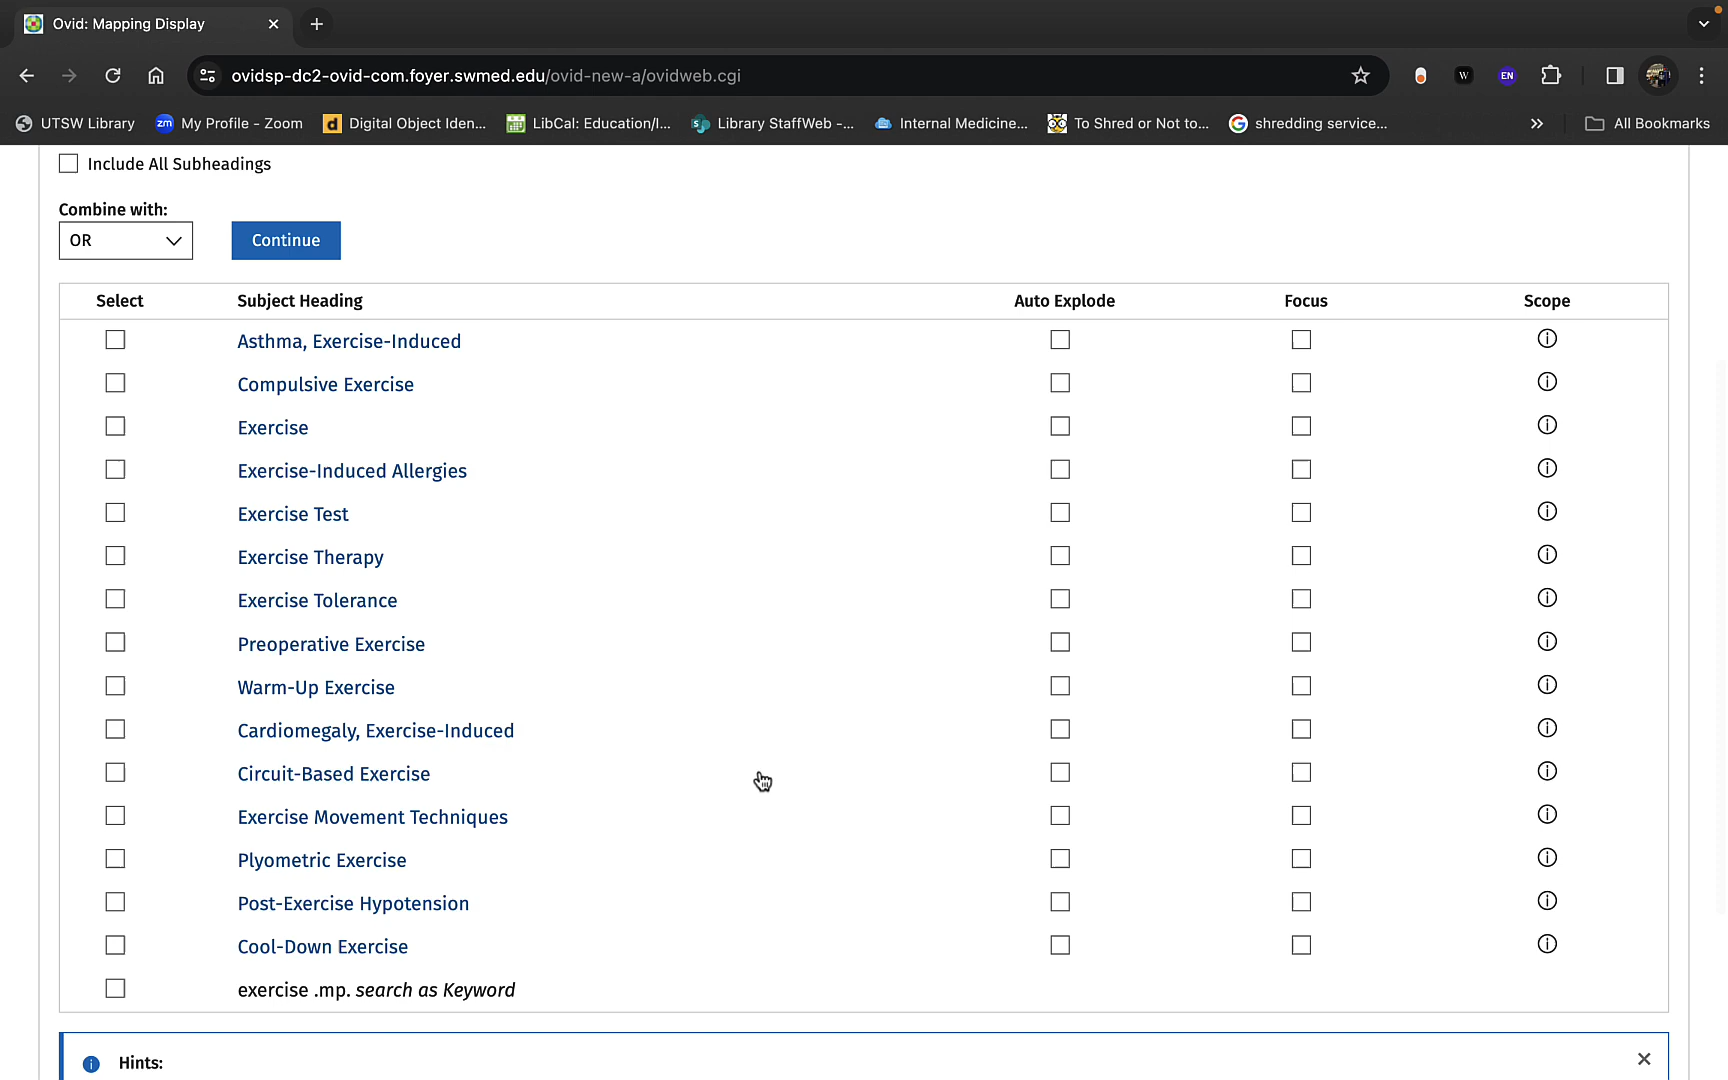 Ovid: Mapping Display
ovidsp-dc2-ovid-com.foyer.swmed.edu/ovid-new-a/ovidweb.cgi
W
EN
UTSW Library
zm My Profile - Zoom
d Digital Object Iden...
LibCal: Education/I...
S Library StaffWeb -...
Internal Medicine...
To Shred or Not to...
G shredding service...
All Bookmarks
Include All Subheadings
Combine with:
OR
Continue
Select Subject Heading Auto Explode Focus Scope
Asthma, Exercise-Induced
Compulsive Exercise
Exercise
Exercise-Induced Allergies
Exercise Test
Exercise Therapy
Exercise Tolerance
Preoperative Exercise
Warm-Up Exercise
Cardiomegaly, Exercise-Induced
Circuit-Based Exercise
Exercise Movement Techniques
Plyometric Exercise
Post-Exercise Hypotension
Cool-Down Exercise
exercise .mp. search as Keyword
Hints: